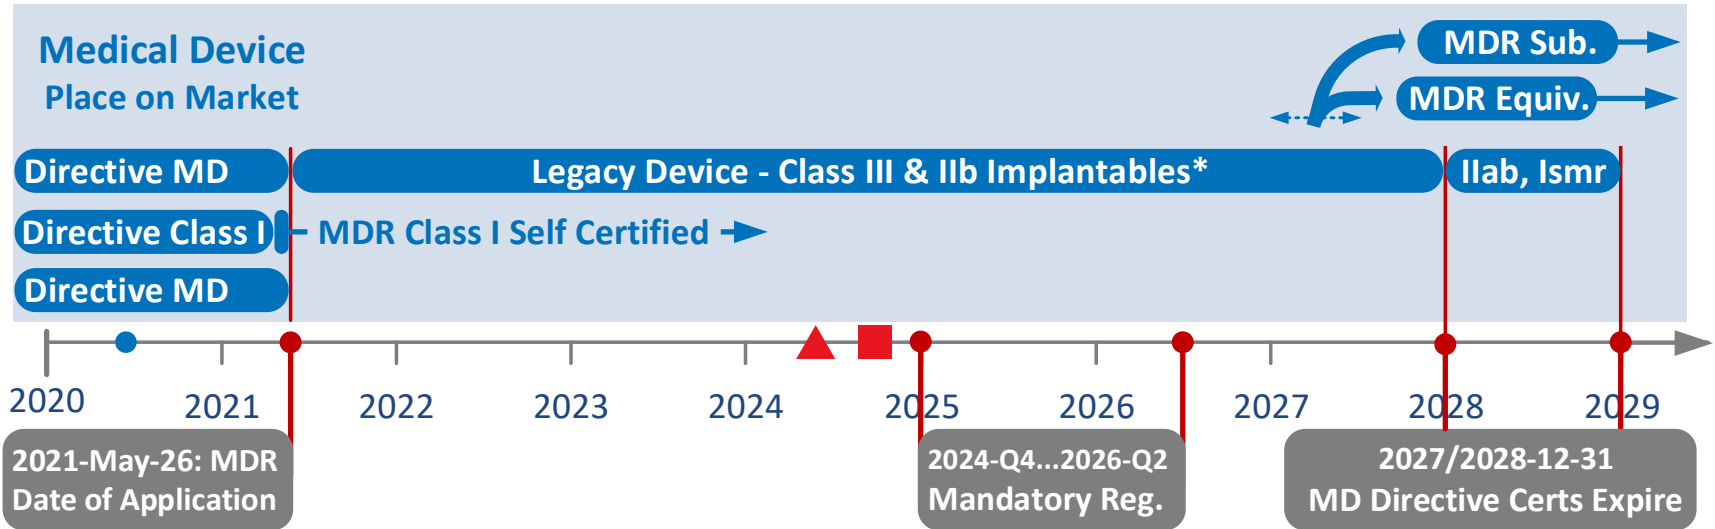 Medical Device
Place on Market
MDR Sub.
MDR Equiv.
Directive MD
Legacy Device - Class III & IIb Implantables*
IIab, Ismr
Directive Class I
MDR Class I Self Certified
Directive MD
2020
2021
2022
2023
2024
2025
2026
2027
2028
2029
2021-May-26: MDR
Date of Application
2024-Q4...2026-Q2
Mandatory Reg.
2027/2028-12-31
MD Directive Certs Expire